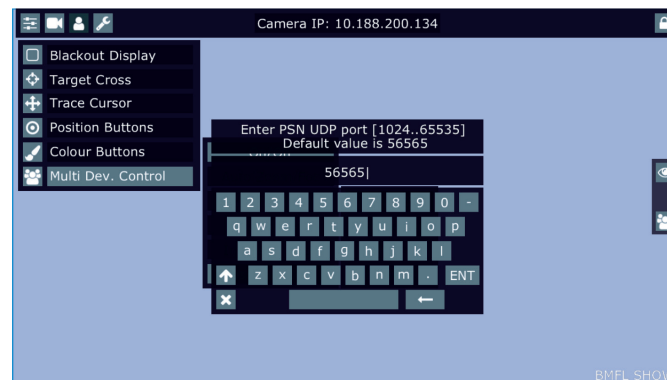 Camera IP: 10.188.200.134
Blackout Display
Target Cross
Trace Cursor
Position Buttons
Colour Buttons
Multi Dev. Control
Enter PSN UDP port [1024..65535]
Default value is 56565
56565
1 2 3 4 5 6 7 8 9 0 -
q w e r t y u i o p
a s d f g h j k l
z x c v b n m . ENT
BMFL SHOW